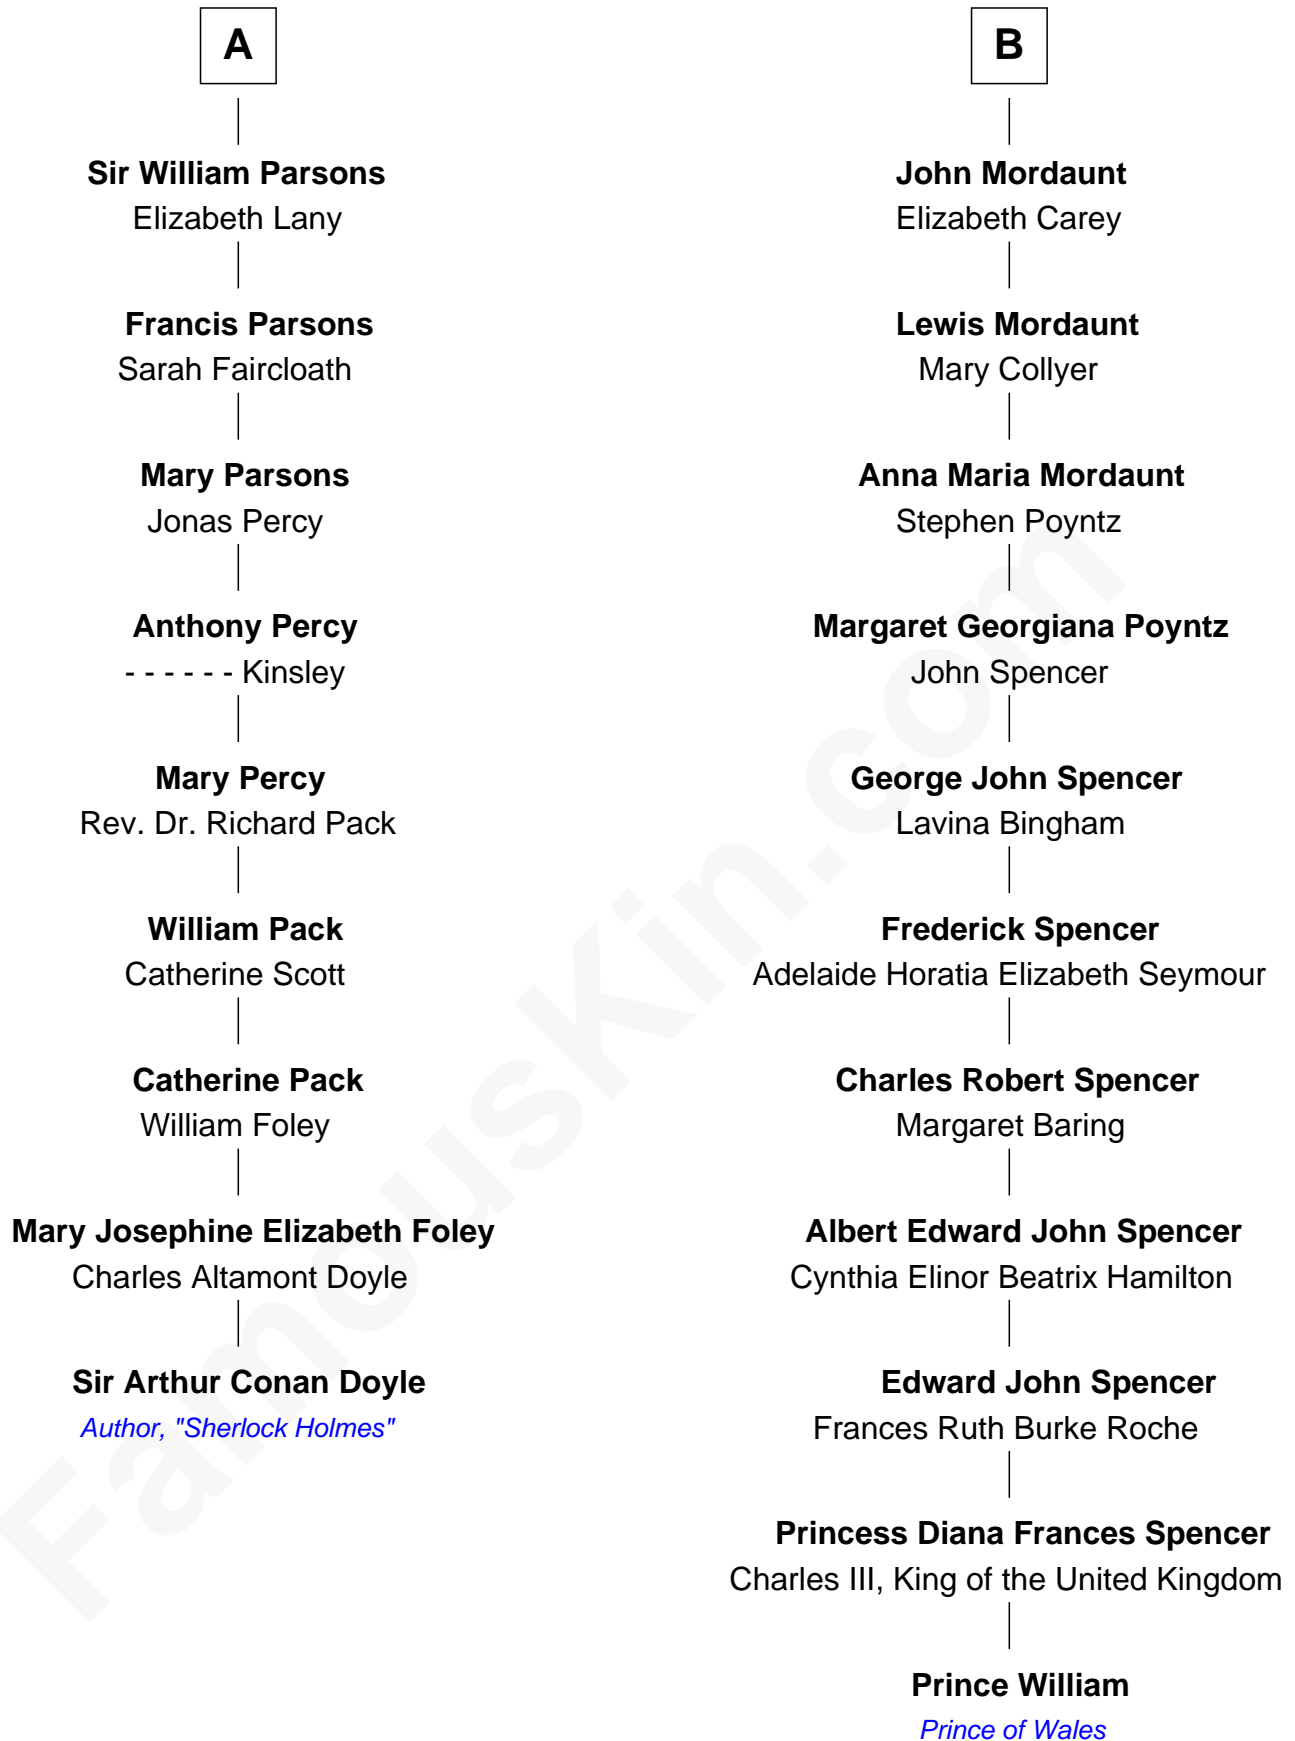 A
Sir William Parsons
Elizabeth Lany
Francis Parsons
Sarah Faircloath
Mary Parsons
Jonas Percy
Anthony Percy
- - - - - - Kinsley
Mary Percy
Rev. Dr. Richard Pack
William Pack
Catherine Scott
Catherine Pack
William Foley
Mary Josephine Elizabeth Foley
Charles Altamont Doyle
Sir Arthur Conan Doyle
Author, "Sherlock Holmes"
B
John Mordaunt
Elizabeth Carey
Lewis Mordaunt
Mary Collyer
Anna Maria Mordaunt
Stephen Poyntz
Margaret Georgiana Poyntz
John Spencer
George John Spencer
Lavina Bingham
Frederick Spencer
Adelaide Horatia Elizabeth Seymour
Charles Robert Spencer
Margaret Baring
Albert Edward John Spencer
Cynthia Elinor Beatrix Hamilton
Edward John Spencer
Frances Ruth Burke Roche
Princess Diana Frances Spencer
Charles III, King of the United Kingdom
Prince William
Prince of Wales
FamousKin.com